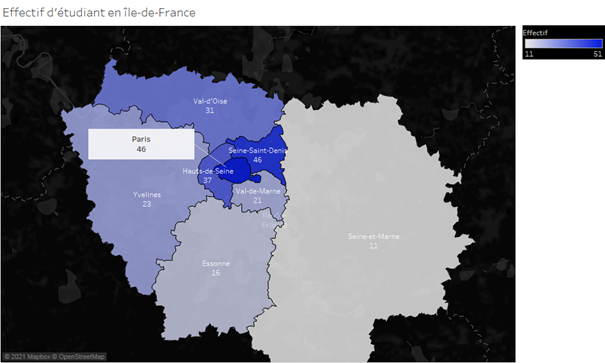 Effectif d'étudiant en île-de-France
Effectif
11 51
Val-d'Oise
31
Paris
46
Seine-Saint-Denis
46
Hauts-de-Seine
37
Val-de-Marne
21
Yvelines
23
Seine-et-Marne
11
Essonne
16
© 2021 Mapbox © OpenStreetMap